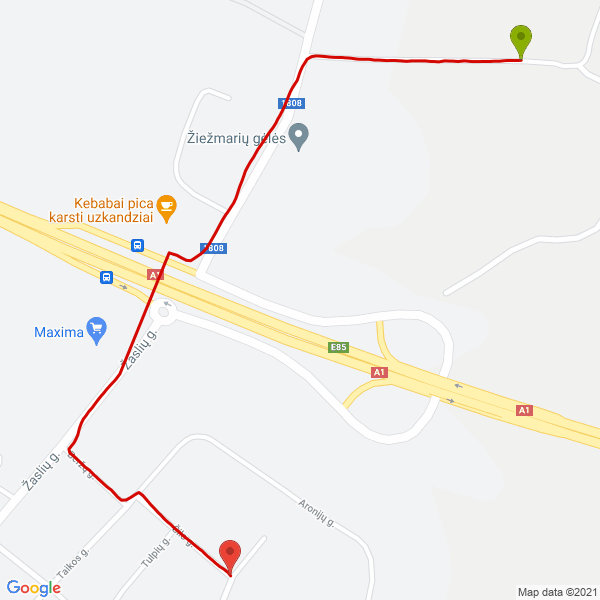 1808
Žiežmarių gėlės
Kebabai pica
karsti uzkandziai
1808
A1
Maxima
Žaslių g.
E85
A1
A1
Žaslių g.
Aronijų g.
Tulpių g.
Taikos g.
Google
Map data ©2021